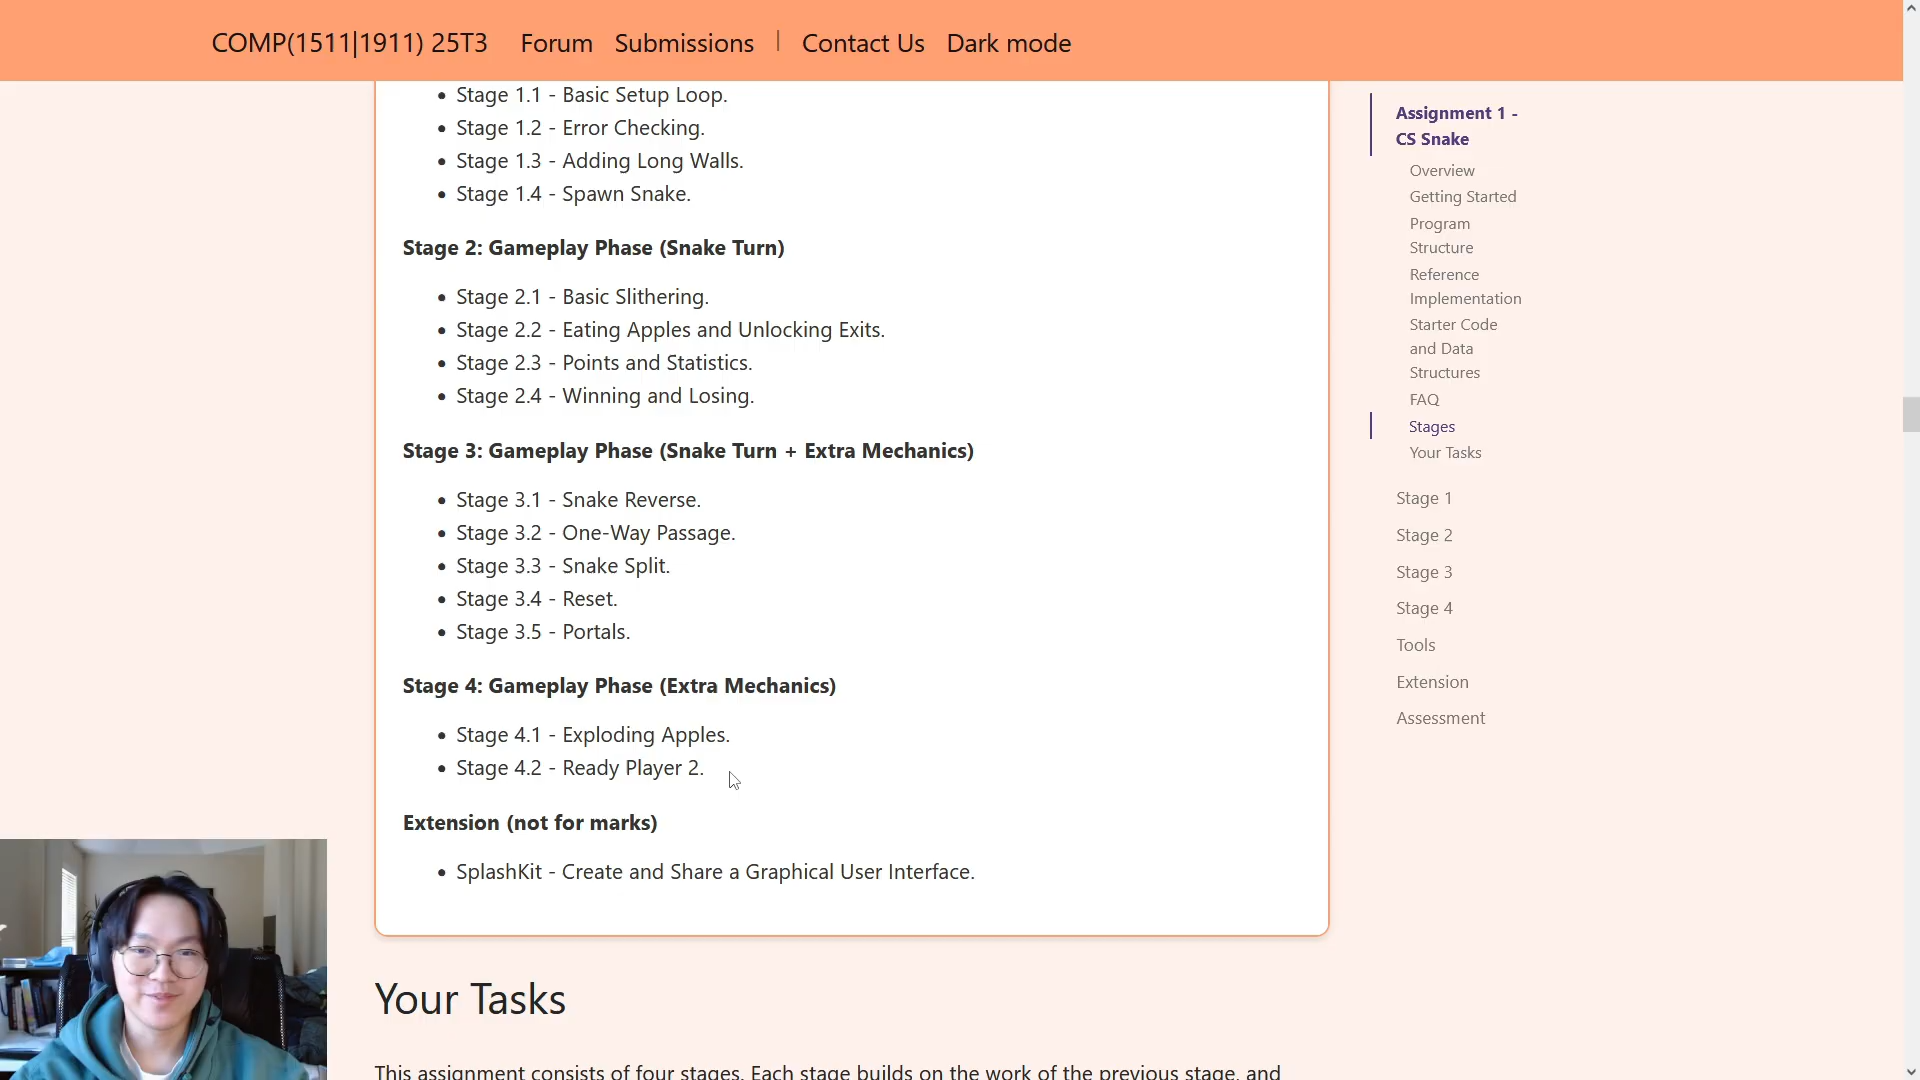 COMP(1511|1911) 25T3 Forum Submissions | Contact Us Dark mode
Stage 1.1 - Basic Setup Loop.
Stage 1.2 - Error Checking.
Stage 1.3 - Adding Long Walls.
Stage 1.4 - Spawn Snake.
Stage 2: Gameplay Phase (Snake Turn)
Stage 2.1 - Basic Slithering.
Stage 2.2 - Eating Apples and Unlocking Exits.
Stage 2.3 - Points and Statistics.
Stage 2.4 - Winning and Losing.
Stage 3: Gameplay Phase (Snake Turn + Extra Mechanics)
Stage 3.1 - Snake Reverse.
Stage 3.2 - One-Way Passage.
Stage 3.3 - Snake Split.
Stage 3.4 - Reset.
Stage 3.5 - Portals.
Stage 4: Gameplay Phase (Extra Mechanics)
Stage 4.1 - Exploding Apples.
Stage 4.2 - Ready Player 2.
Extension (not for marks)
SplashKit - Create and Share a Graphical User Interface.
Your Tasks
This assignment consists of four stages. Each stage builds on the work of the previous stage, and
Assignment 1 -
CS Snake
Overview
Getting Started
Program
Structure
Reference
Implementation
Starter Code
and Data
Structures
FAQ
Stages
Your Tasks
Stage 1
Stage 2
Stage 3
Stage 4
Tools
Extension
Assessment